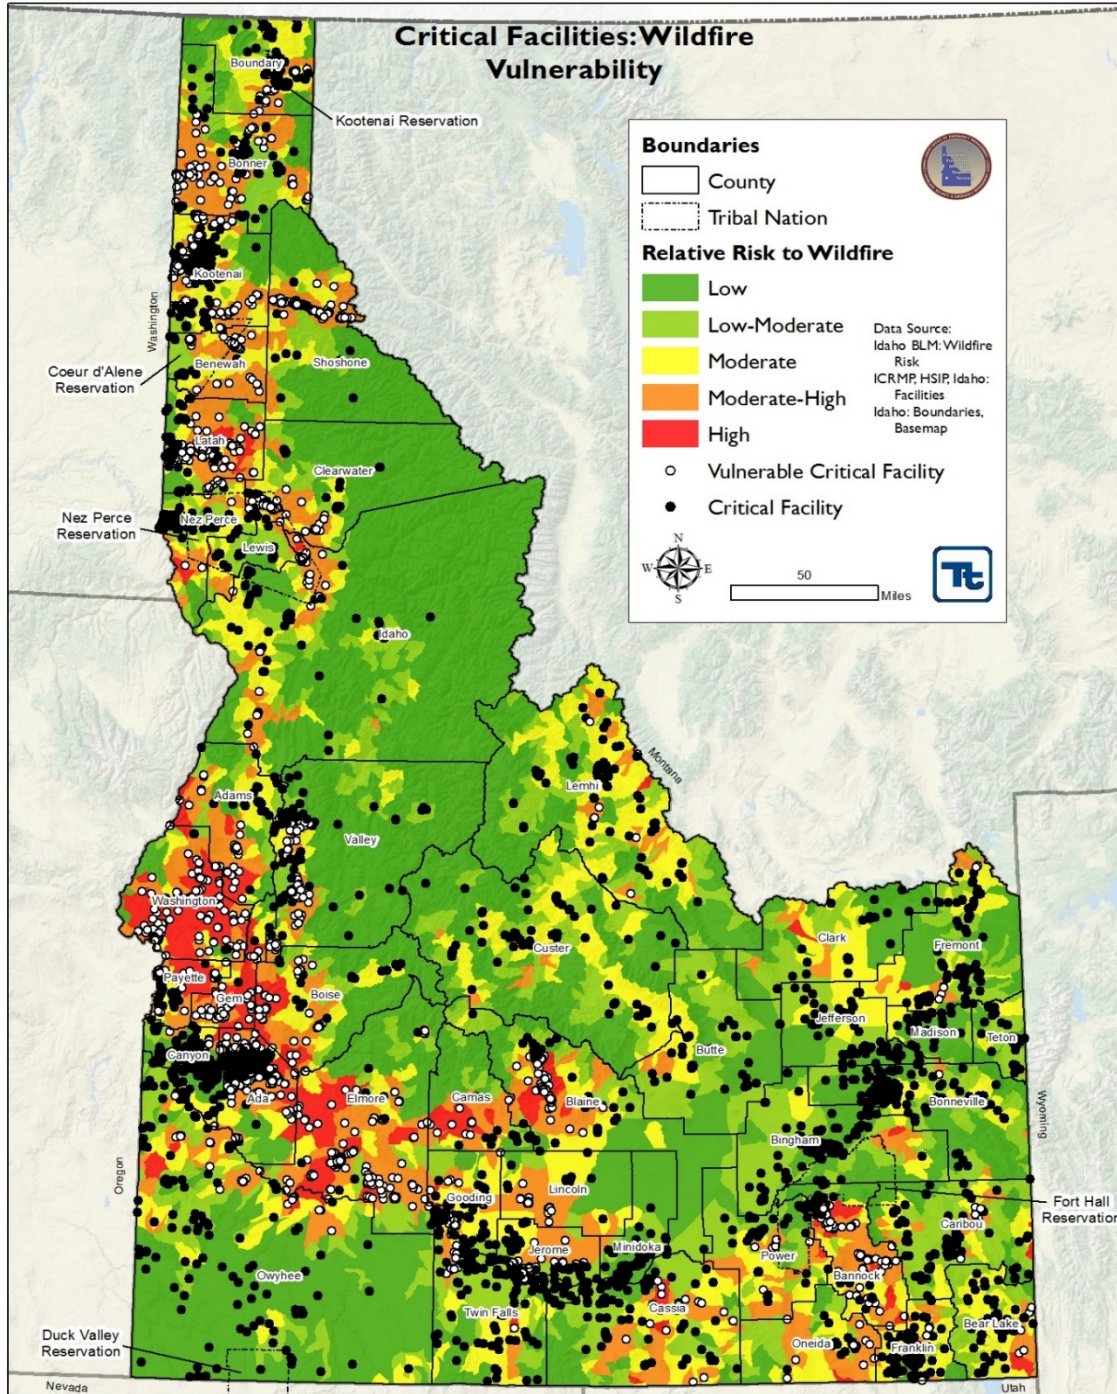 Critical Facilities: Wildfire
Vulnerability
Boundary
Kootenai Reservation
Bonner
Boundaries
County
Tribal Nation
Relative Risk to Wildfire
Low
Low-Moderate
Moderate
Moderate-High
High
Data Source:
Idaho BLM: Wildfire
Risk
ICRMP, HSIP, Idaho:
Facilities
Idaho: Boundaries,
Basemap
Vulnerable Critical Facility
Critical Facility
N
W
E
S
50
Miles
Tt
Kootenai
Washington
Coeur d'Alene
Reservation
Benewah
Shoshone
Latah
Clearwater
Nez Perce
Reservation
Nez Perce
Lewis
Idaho
Montana
Lemhi
Adams
Valley
Washington
Custer
Clark
Fremont
Payette
Gem
Boise
Jefferson
Madison
Teton
Butte
Canyon
Ada
Elmore
Camas
Blaine
Bonneville
Wyoming
Bingham
Oregon
Gooding
Lincoln
Fort Hall
Reservation
Caribou
Jerome
Minidoka
Power
Bannock
Owyhee
Twin Falls
Cassia
Bear Lake
Oneida
Franklin
Duck Valley
Reservation
Nevada
Utah